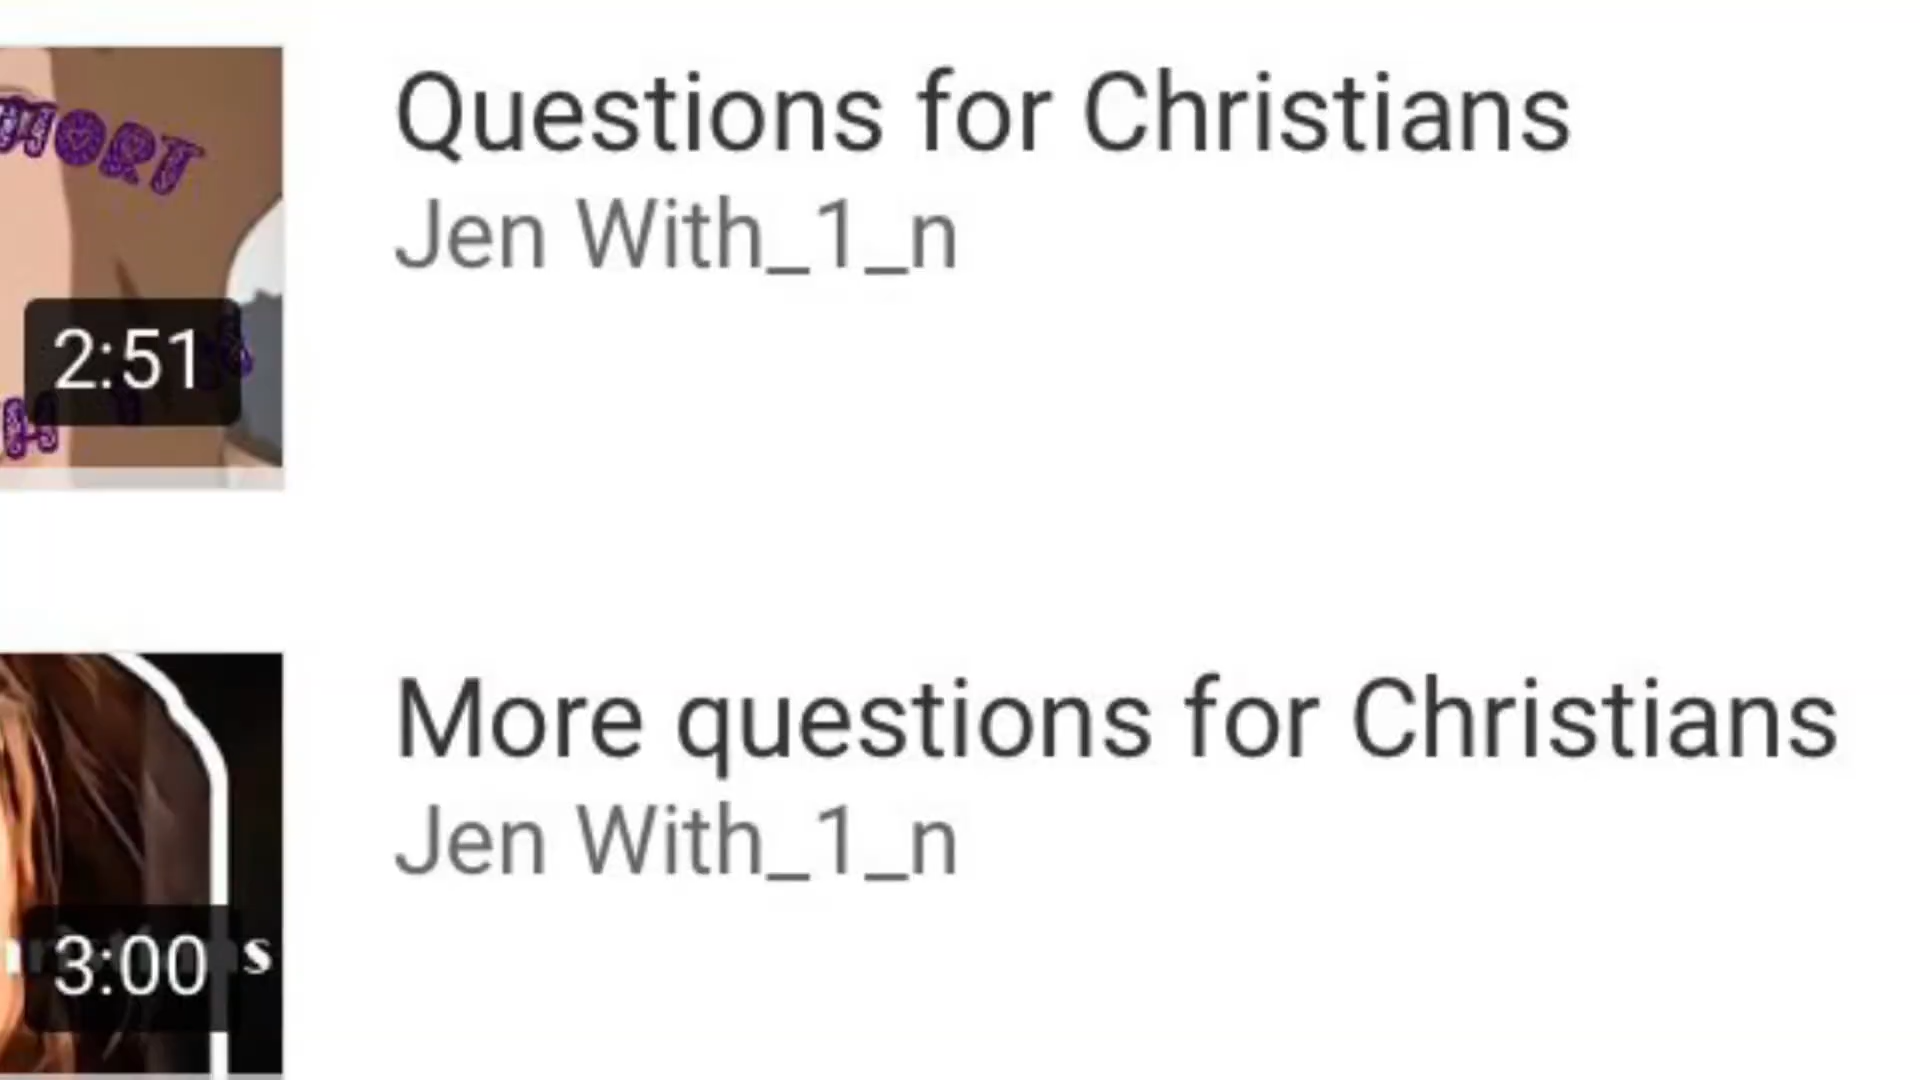 Questions for Christians
Jen With_1_n
2:51
More questions for Christians
Jen With_1_n
3:00